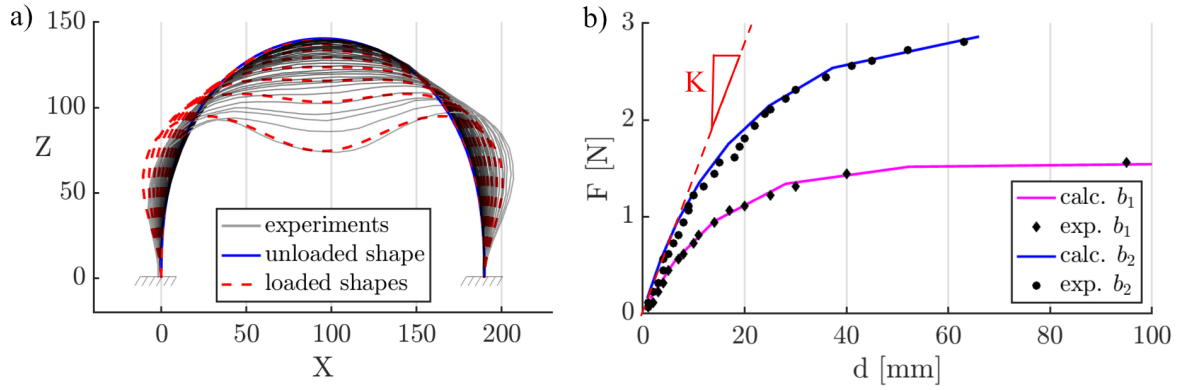 a)
150
100
50
0
Z
0
50
100
150
200
X
experiments
unloaded shape
loaded shapes
b)
3
2
1
0
F [N]
K
0
20
40
60
80
100
d [mm]
calc. b₁
exp. b₁
calc. b₂
exp. b₂